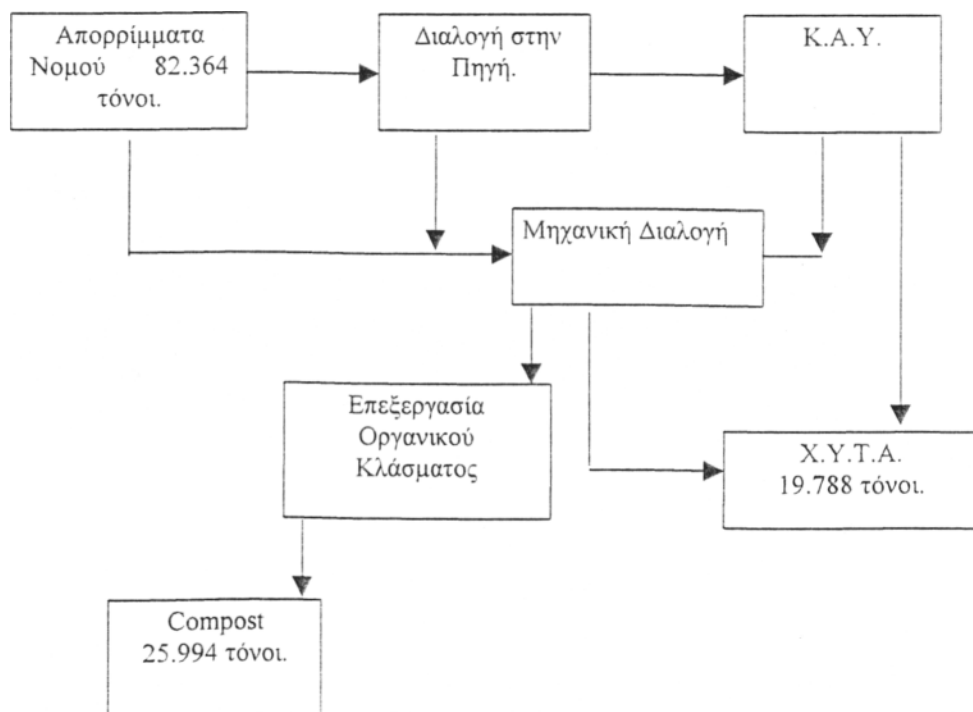 Απορρίμματα
Νομού 82.364
τόνοι.
Διαλογή στην
Πηγή.
Κ.Α.Υ.
Μηχανική Διαλογή
Επεξεργασία
Οργανικού
Κλάσματος
Χ.Υ.Τ.Α.
19.788 τόνοι.
Compost
25.994 τόνοι.